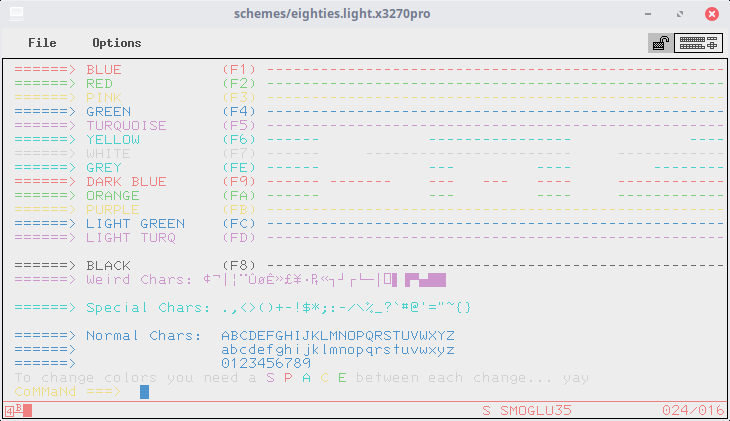 schemes/eighties.light.x3270pro
File Options
======> BLUE (F1) ------------------------------------------------
======> RED (F2) ------------------------------------------------
======> PINK (F3) ------------------------------------------------
======> GREEN (F4) ------------------------------------------------
======> TURQUOISE (F5) ------------------------------------------------
======> YELLOW (F6) ------ --- --- -------
======> WHITE (F7) ------ --- --- -------
======> GREY (FE) ------ --- --- -------
======> DARK BLUE (F9) ------ --- --- -------
======> ORANGE (FA) ------ --- --- -------
======> PURPLE (FB) ------ --- --- -------
======> LIGHT GREEN (FC) ------------------------------------------------
======> LIGHT TURQ (FD) ------------------------------------------------
======> BLACK (F8) ------------------------------------------------
======> Weird Chars: ¢¬|¦¨ÛøÊ»£¥·₧«┐┘┌└─│
======> Special Chars: .,<>()+-!$*;:-/\%_?`#@'="~{}
======> Normal Chars: ABCDEFGHIJKLMNOPQRSTUVWXYZ
======> abcdefghijklmnopqrstuvwxyz
======> 0123456789
To change colors you need a S P A C E between each change... yay
CoMMaNd ===>
4B S SMOGLU35 024/016